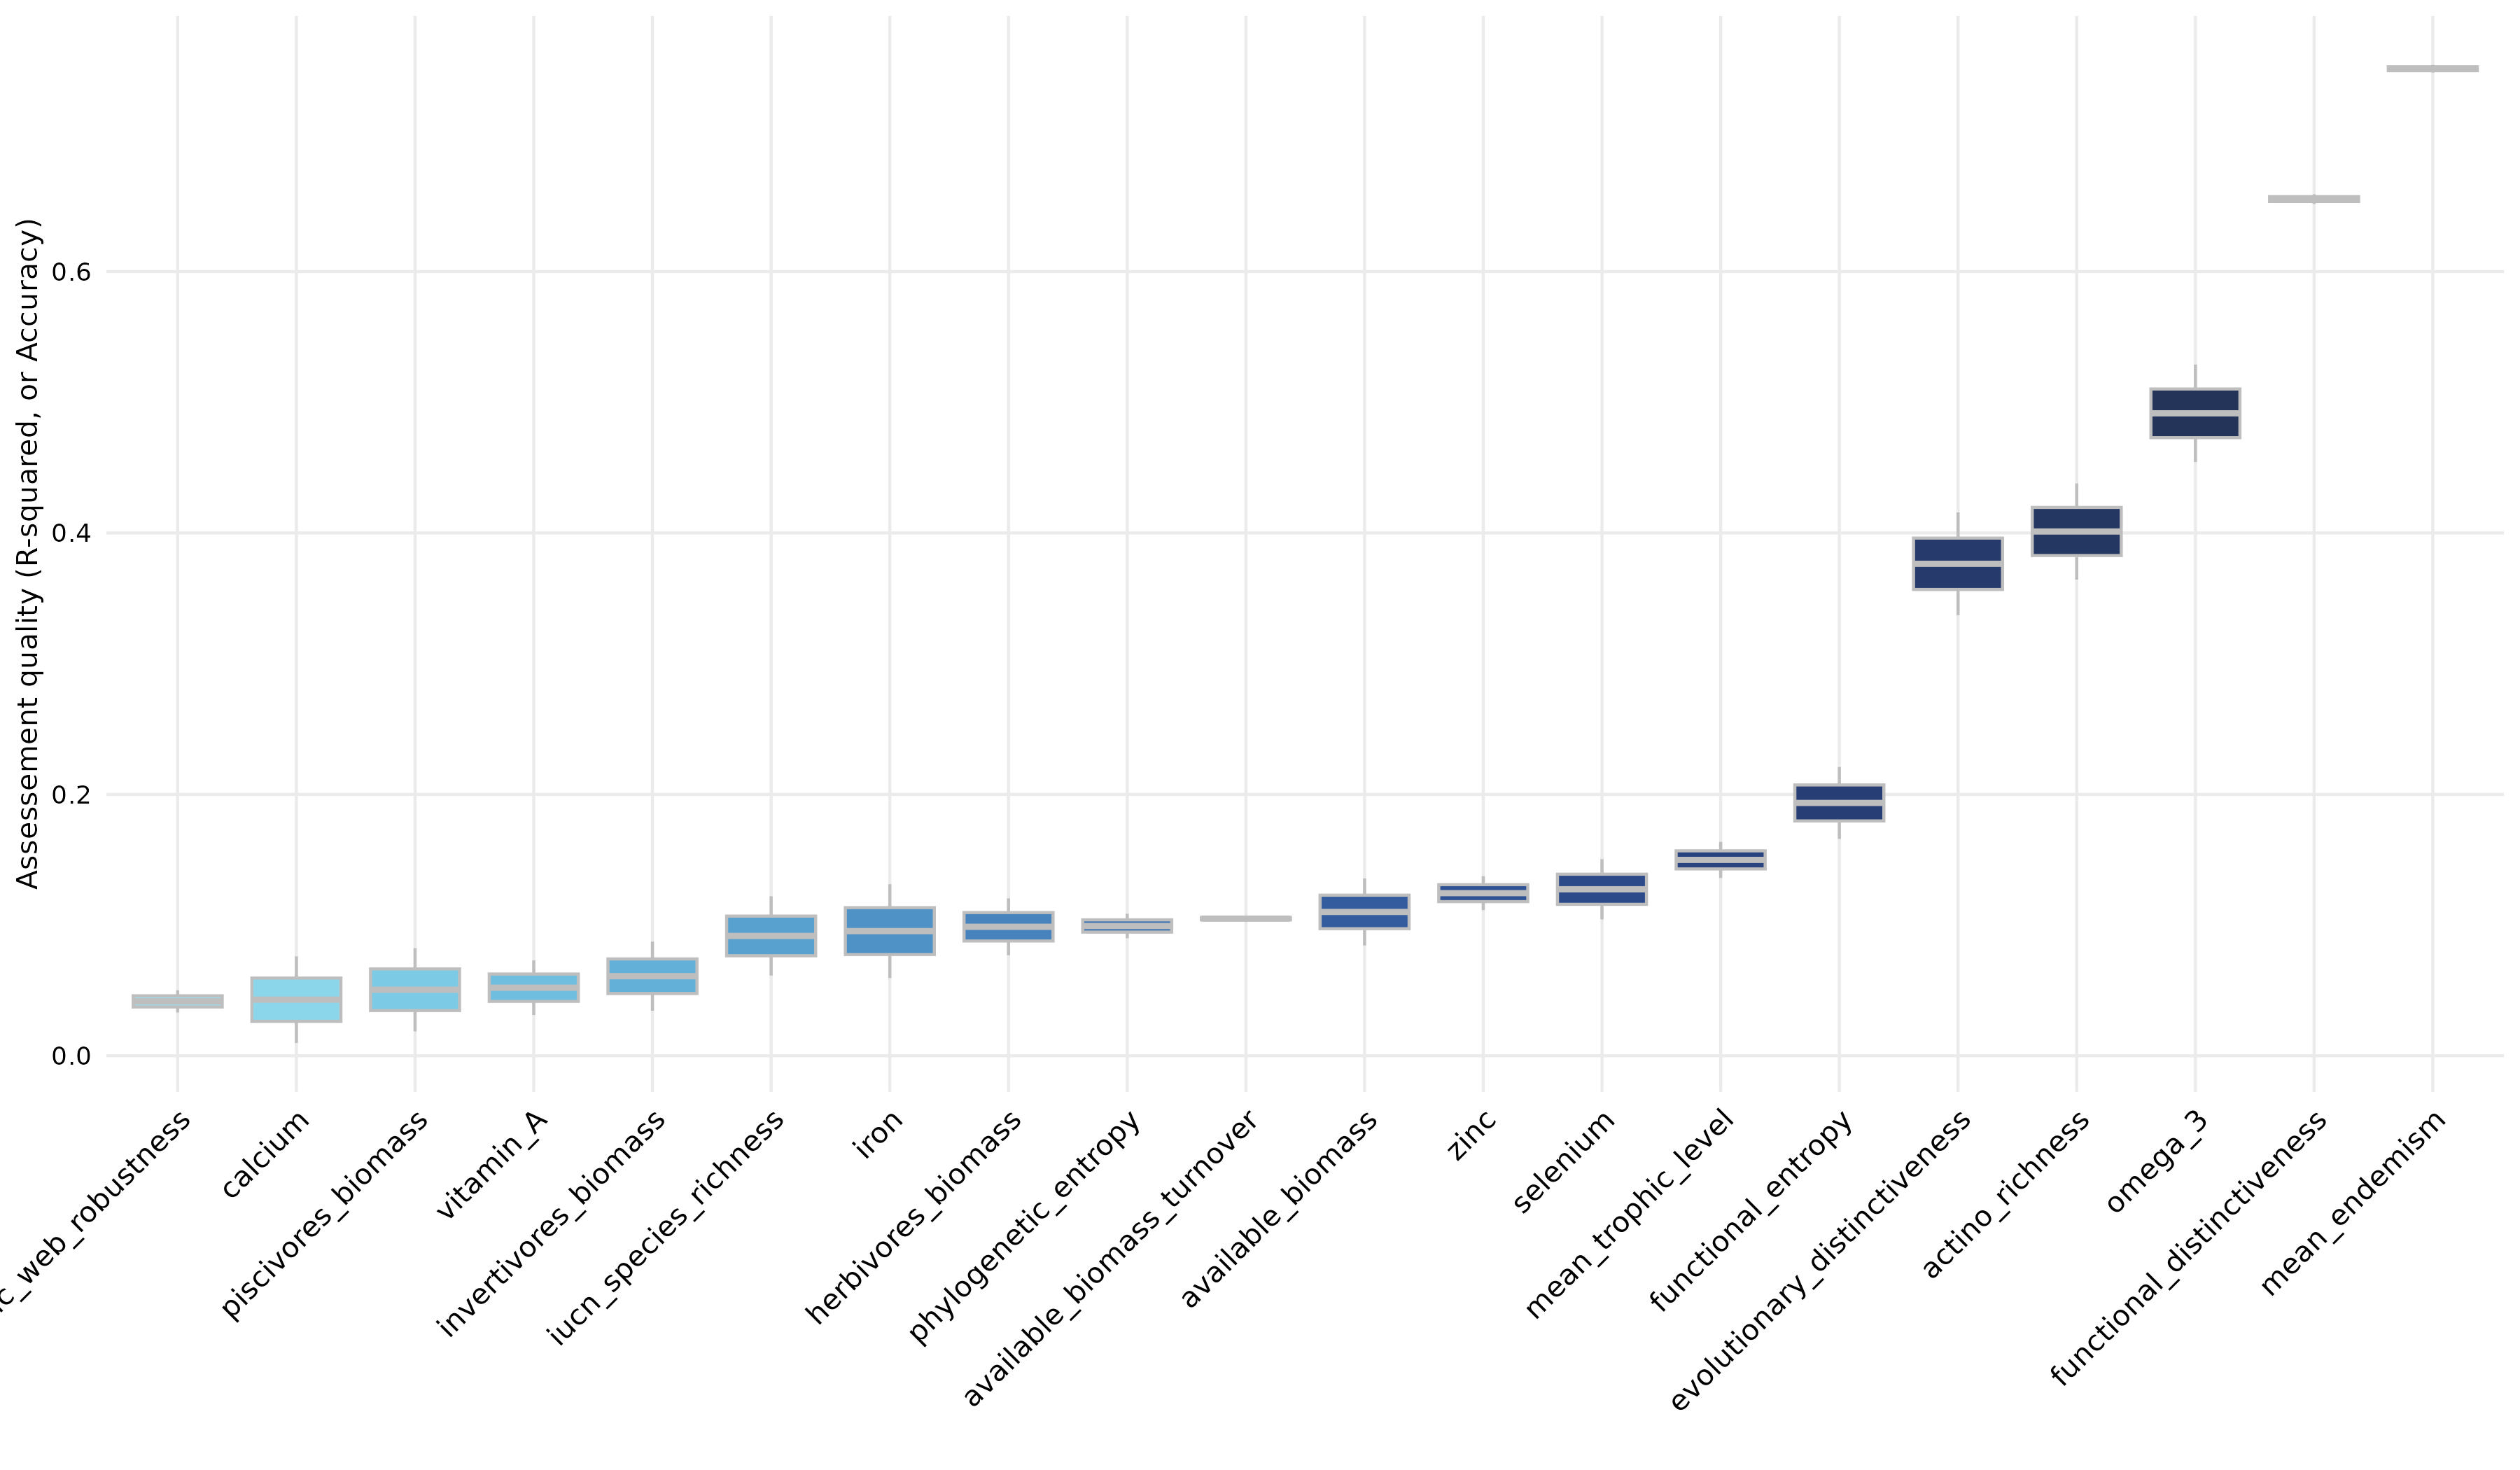 Assessement quality (R-squared, or Accuracy)
0.6
0.4
0.2
0.0
c_web_robustness
calcium
piscivores_biomass
vitamin_A
invertivores_biomass
iucn_species_richness
iron
herbivores_biomass
phylogenetic_entropy
available_biomass_turnover
available_biomass
zinc
selenium
mean_trophic_level
functional_entropy
evolutionary_distinctiveness
actino_richness
omega_3
functional_distinctiveness
mean_endemism